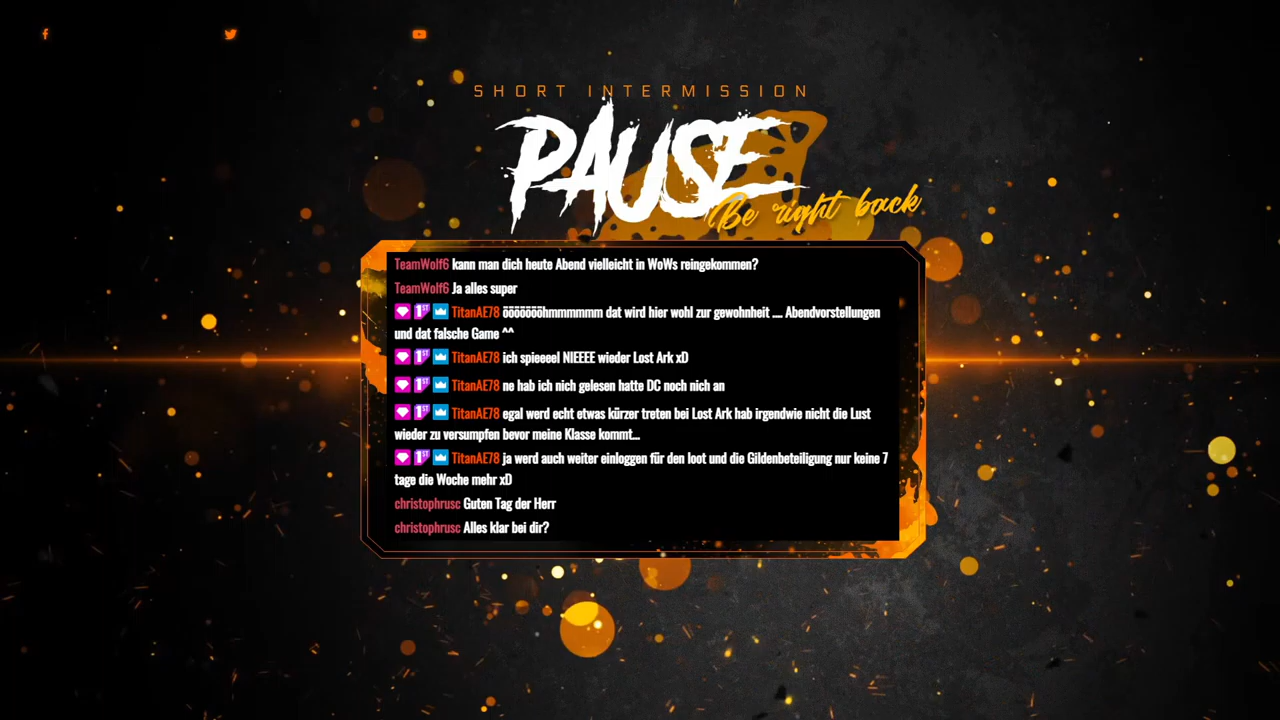 SHORT INTERMISSION
PAUSE
Be right back
TeamWolf6 kann man dich heute Abend vielleicht in WoWs reingekommen?
TeamWolf6 Ja alles super
1ST TitanAE78 öööööööhmmmmmm dat wird hier wohl zur gewohnheit .... Abendvorstellungen
und dat falsche Game ^^
1ST TitanAE78 ich spieeeel NIEEEE wieder Lost Ark xD
1ST TitanAE78 ne hab ich nich gelesen hatte DC noch nich an
1ST TitanAE78 egal werd echt etwas kürzer treten bei Lost Ark hab irgendwie nicht die Lust
wieder zu versumpfen bevor meine Klasse kommt...
1ST TitanAE78 ja werd auch weiter einloggen für den loot und die Gildenbeteiligung nur keine 7
tage die Woche mehr xD
christophrusc Guten Tag der Herr
christophrusc Alles klar bei dir?